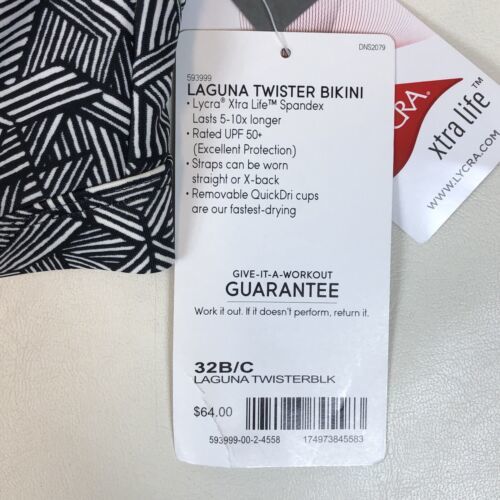 DNS2079
593999
LAGUNA TWISTER BIKINI
• Lycra® Xtra Life™ Spandex
Lasts 5-10x longer
• Rated UPF 50+
(Excellent Protection)
• Straps can be worn
straight or X-back
• Removable QuickDri cups
are our fastest-drying
GIVE-IT-A-WORKOUT
GUARANTEE
Work it out. If it doesn't perform, return it.
32B/C
LAGUNA TWISTERBLK
$64.00
593999-00-2-4558
174973845583
CRA.
xtra life™
WWW.LYCRA.COM